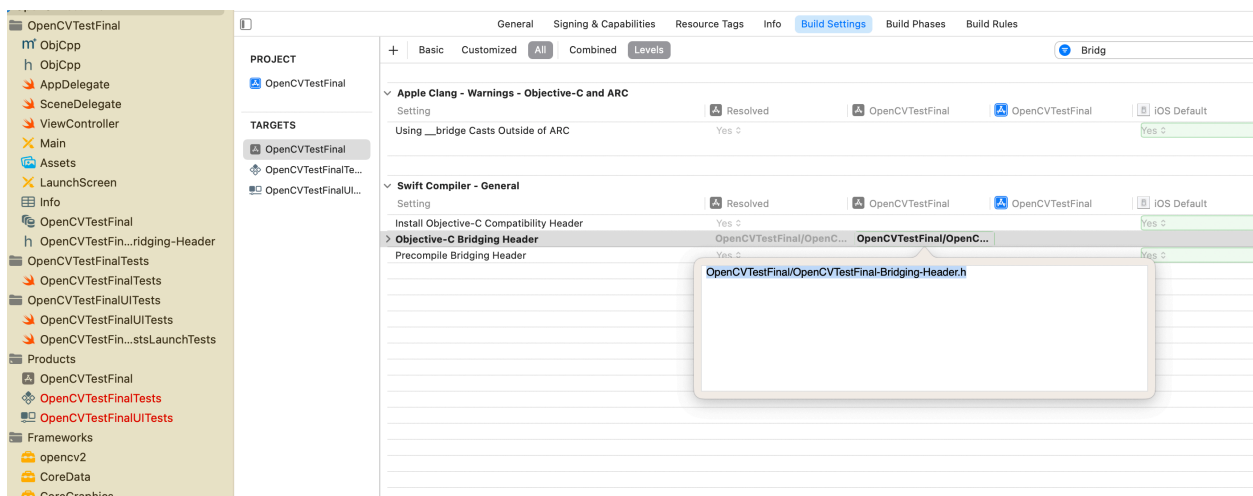 OpenCVTestFinal
ObjCpp
ObjCpp
AppDelegate
SceneDelegate
ViewController
Main
Assets
LaunchScreen
Info
OpenCVTestFinal
OpenCVTestFin...ridging-Header
OpenCVTestFinalTests
OpenCVTestFinalTests
OpenCVTestFinalUITests
OpenCVTestFinalUITests
OpenCVTestFin...stsLaunchTests
Products
OpenCVTestFinal
OpenCVTestFinalTests
OpenCVTestFinalUITests
Frameworks
opencv2
CoreData
CoreGraphics
PROJECT
OpenCVTestFinal
TARGETS
OpenCVTestFinal
OpenCVTestFinalTe...
OpenCVTestFinalUI...
General Signing & Capabilities Resource Tags Info Build Settings Build Phases Build Rules
+ Basic Customized All Combined Levels Bridg
Apple Clang - Warnings - Objective-C and ARC
Setting Resolved OpenCVTestFinal OpenCVTestFinal iOS Default
Using __bridge Casts Outside of ARC Yes Yes
Swift Compiler - General
Setting Resolved OpenCVTestFinal OpenCVTestFinal iOS Default
Install Objective-C Compatibility Header Yes Yes
Objective-C Bridging Header OpenCVTestFinal/OpenC... OpenCVTestFinal/OpenC...
Precompile Bridging Header Yes Yes
OpenCVTestFinal/OpenCVTestFinal-Bridging-Header.h